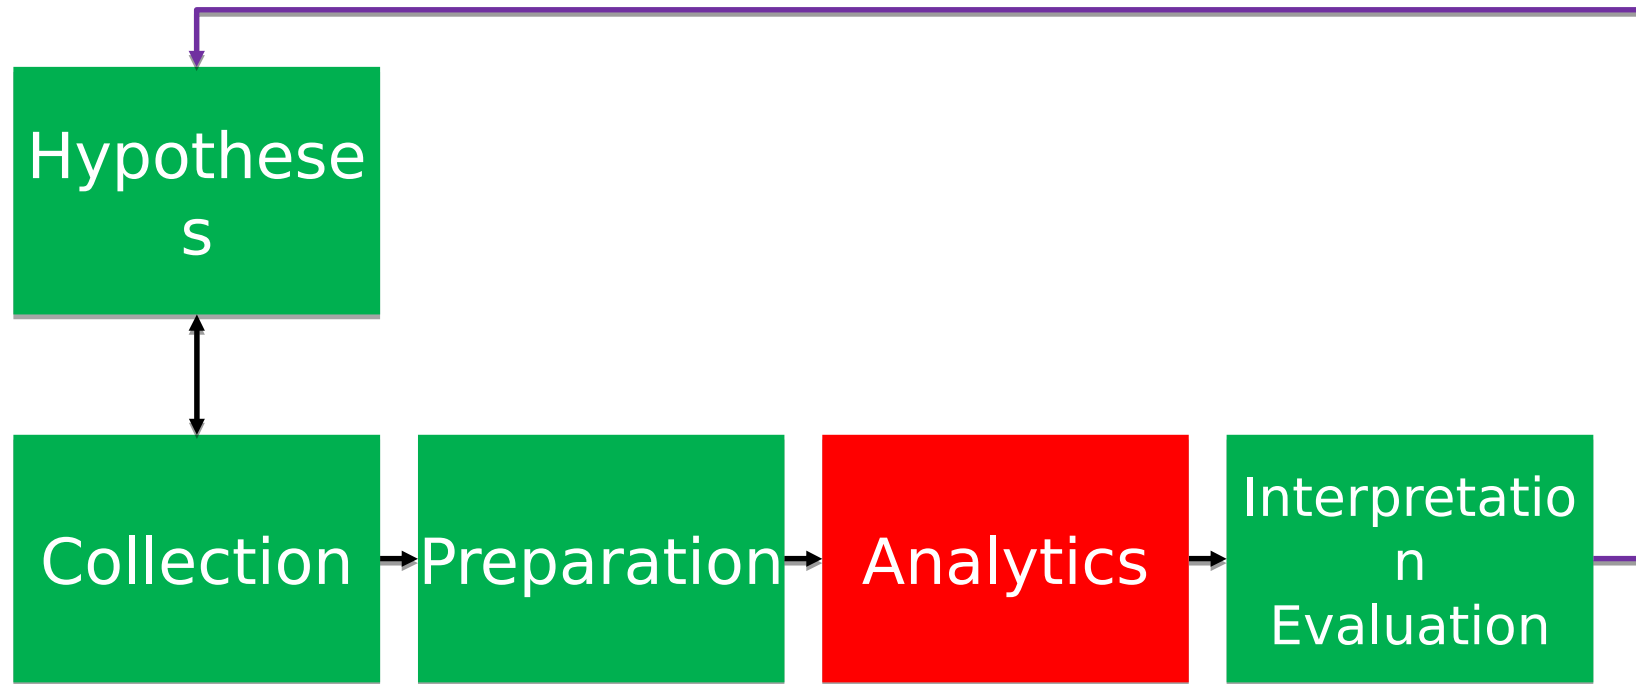 Hypothese
s
Collection
Preparation
Analytics
Interpretatio
n
Evaluation